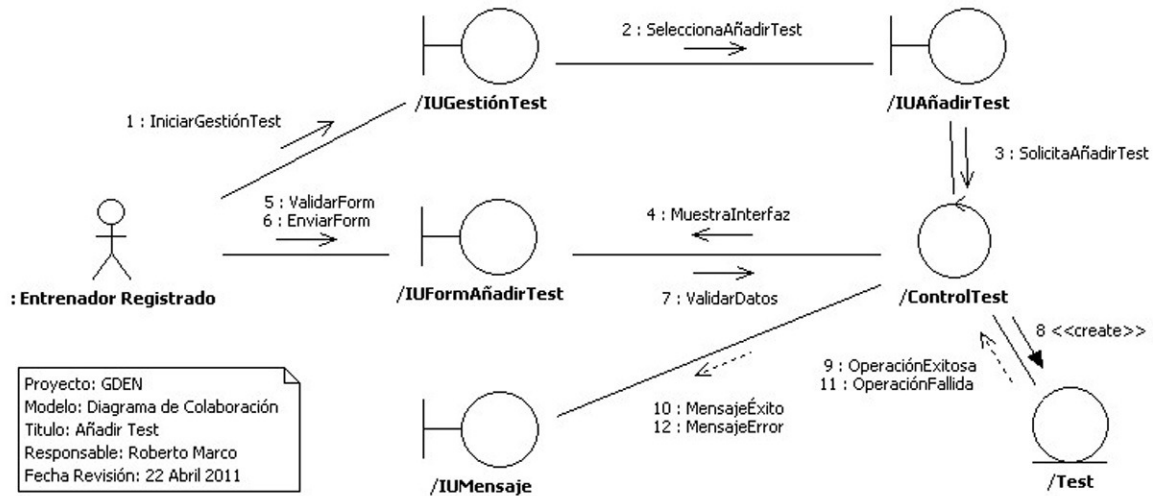 2 : SeleccionaAñadirTest
/IUGestiónTest
/IUAñadirTest
1 : IniciarGestiónTest
3 : SolicitaAñadirTest
5 : ValidarForm
6 : EnviarForm
4 : MuestraInterfaz
: Entrenador Registrado
/IUFormAñadirTest
7 : ValidarDatos
/ControlTest
8 <<create>>
9 : OperaciónExitosa
11 : OperaciónFallida
10 : MensajeÉxito
12 : MensajeError
/IUMensaje
/Test
Proyecto: GDEN
Modelo: Diagrama de Colaboración
Titulo: Añadir Test
Responsable: Roberto Marco
Fecha Revisión: 22 Abril 2011